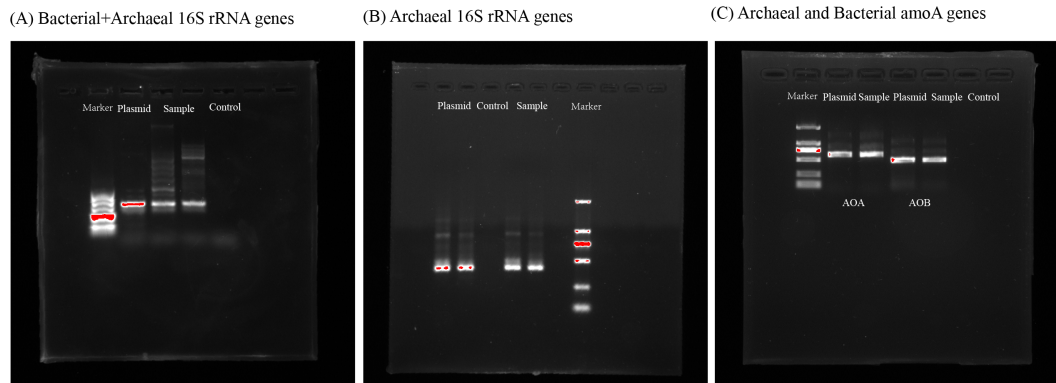 (A) Bacterial+Archaeal 16S rRNA genes
(B) Archaeal 16S rRNA genes
(C) Archaeal and Bacterial amoA genes
Marker Plasmid Sample Control
Plasmid Control Sample Marker
Marker Plasmid Sample Plasmid Sample Control
AOA AOB